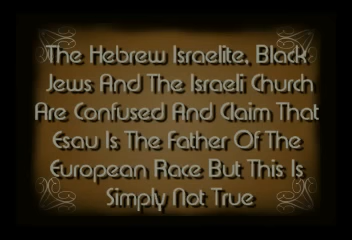 The Hebrew Israelite, Black
Jews And The Israeli Church
Are Confused And Claim That
Esau Is The Father Of The
European Race But This Is
Simply Not True